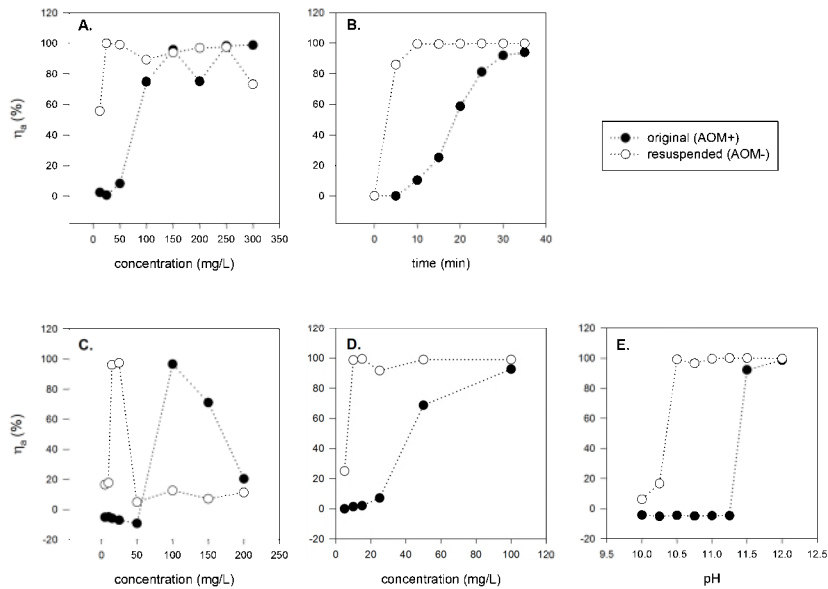 A.
120
100
80
60
40
20
0
ηa (%)
0 50 100 150 200 250 300 350
concentration (mg/L)
B.
120
100
80
60
40
20
0
0 10 20 30 40
time (min)
original (AOM+)
resuspended (AOM-)
C.
120
100
80
60
40
20
0
-20
ηa (%)
0 50 100 150 200 250
concentration (mg/L)
D.
120
100
80
60
40
20
0
-20
0 20 40 60 80 100 120
concentration (mg/L)
E.
120
100
80
60
40
20
0
-20
9.5 10.0 10.5 11.0 11.5 12.0 12.5
pH